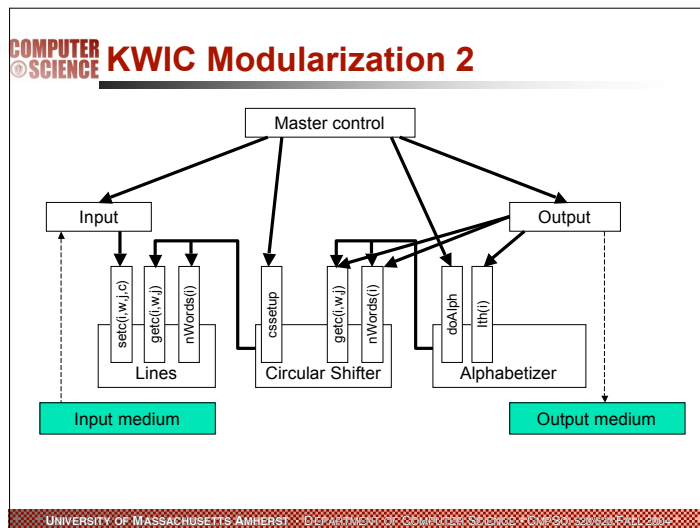 COMPUTER
SCIENCE
KWIC Modularization 2
Master control
Input
Output
setc(i,w,j,c)
getc(i,w,j)
nWords(i)
cssetup
getc(i,w,j)
nWords(i)
doAlph
Ith(i)
Lines
Circular Shifter
Alphabetizer
Input medium
Output medium
UNIVERSITY OF MASSACHUSETTS AMHERST • DEPARTMENT OF COMPUTER SCIENCE • CMPSCI 520/620 FALL 2004